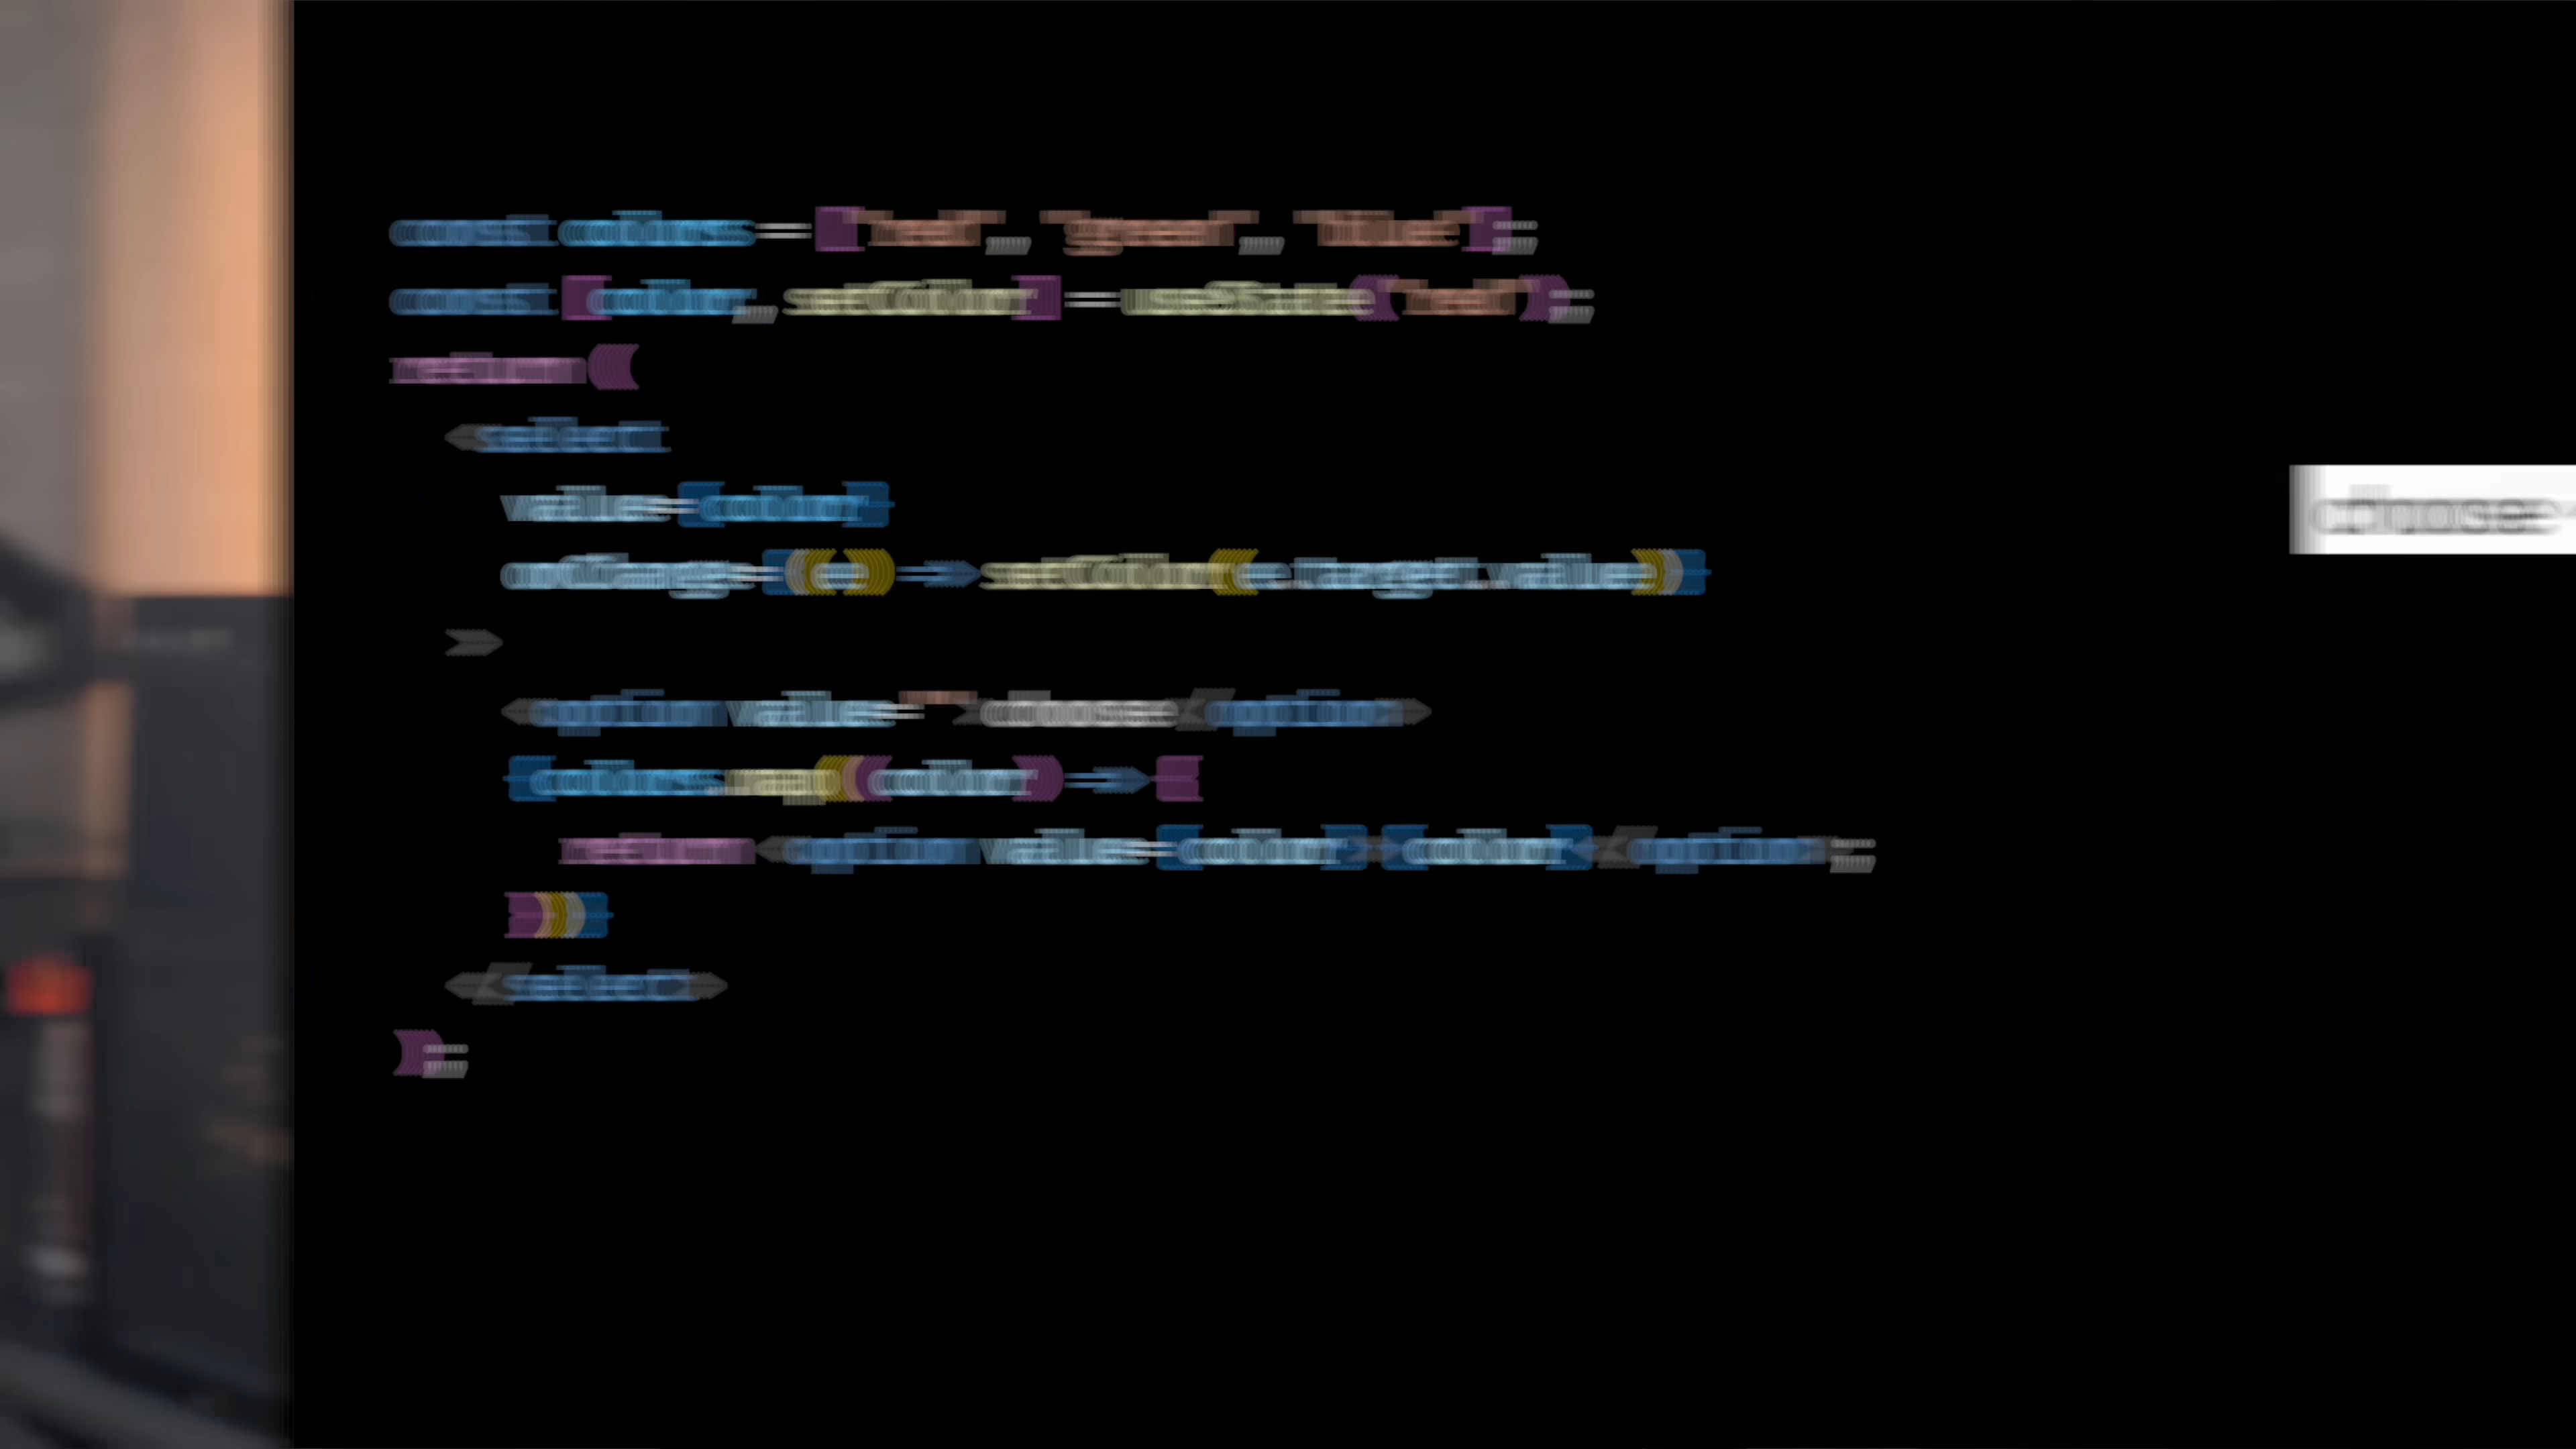 const colors = ["red", "green", "blue"];
const [color, setColor] = useState("red");
return (
<select
value={color}
onChange={(e) => setColor(e.target.value)}
>
<option value="">choose</option>
{colors.map((color) => {
return <option value={color}>{color}</option>;
})}
</select>
);
choose